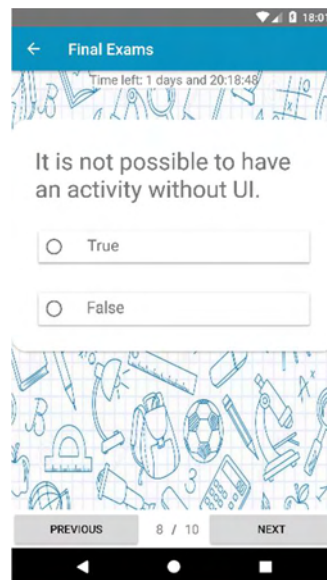 18:01
Final Exams
Time left: 1 days and 20:18:48
It is not possible to have
an activity without UI.
True
False
PREVIOUS
8 / 10
NEXT